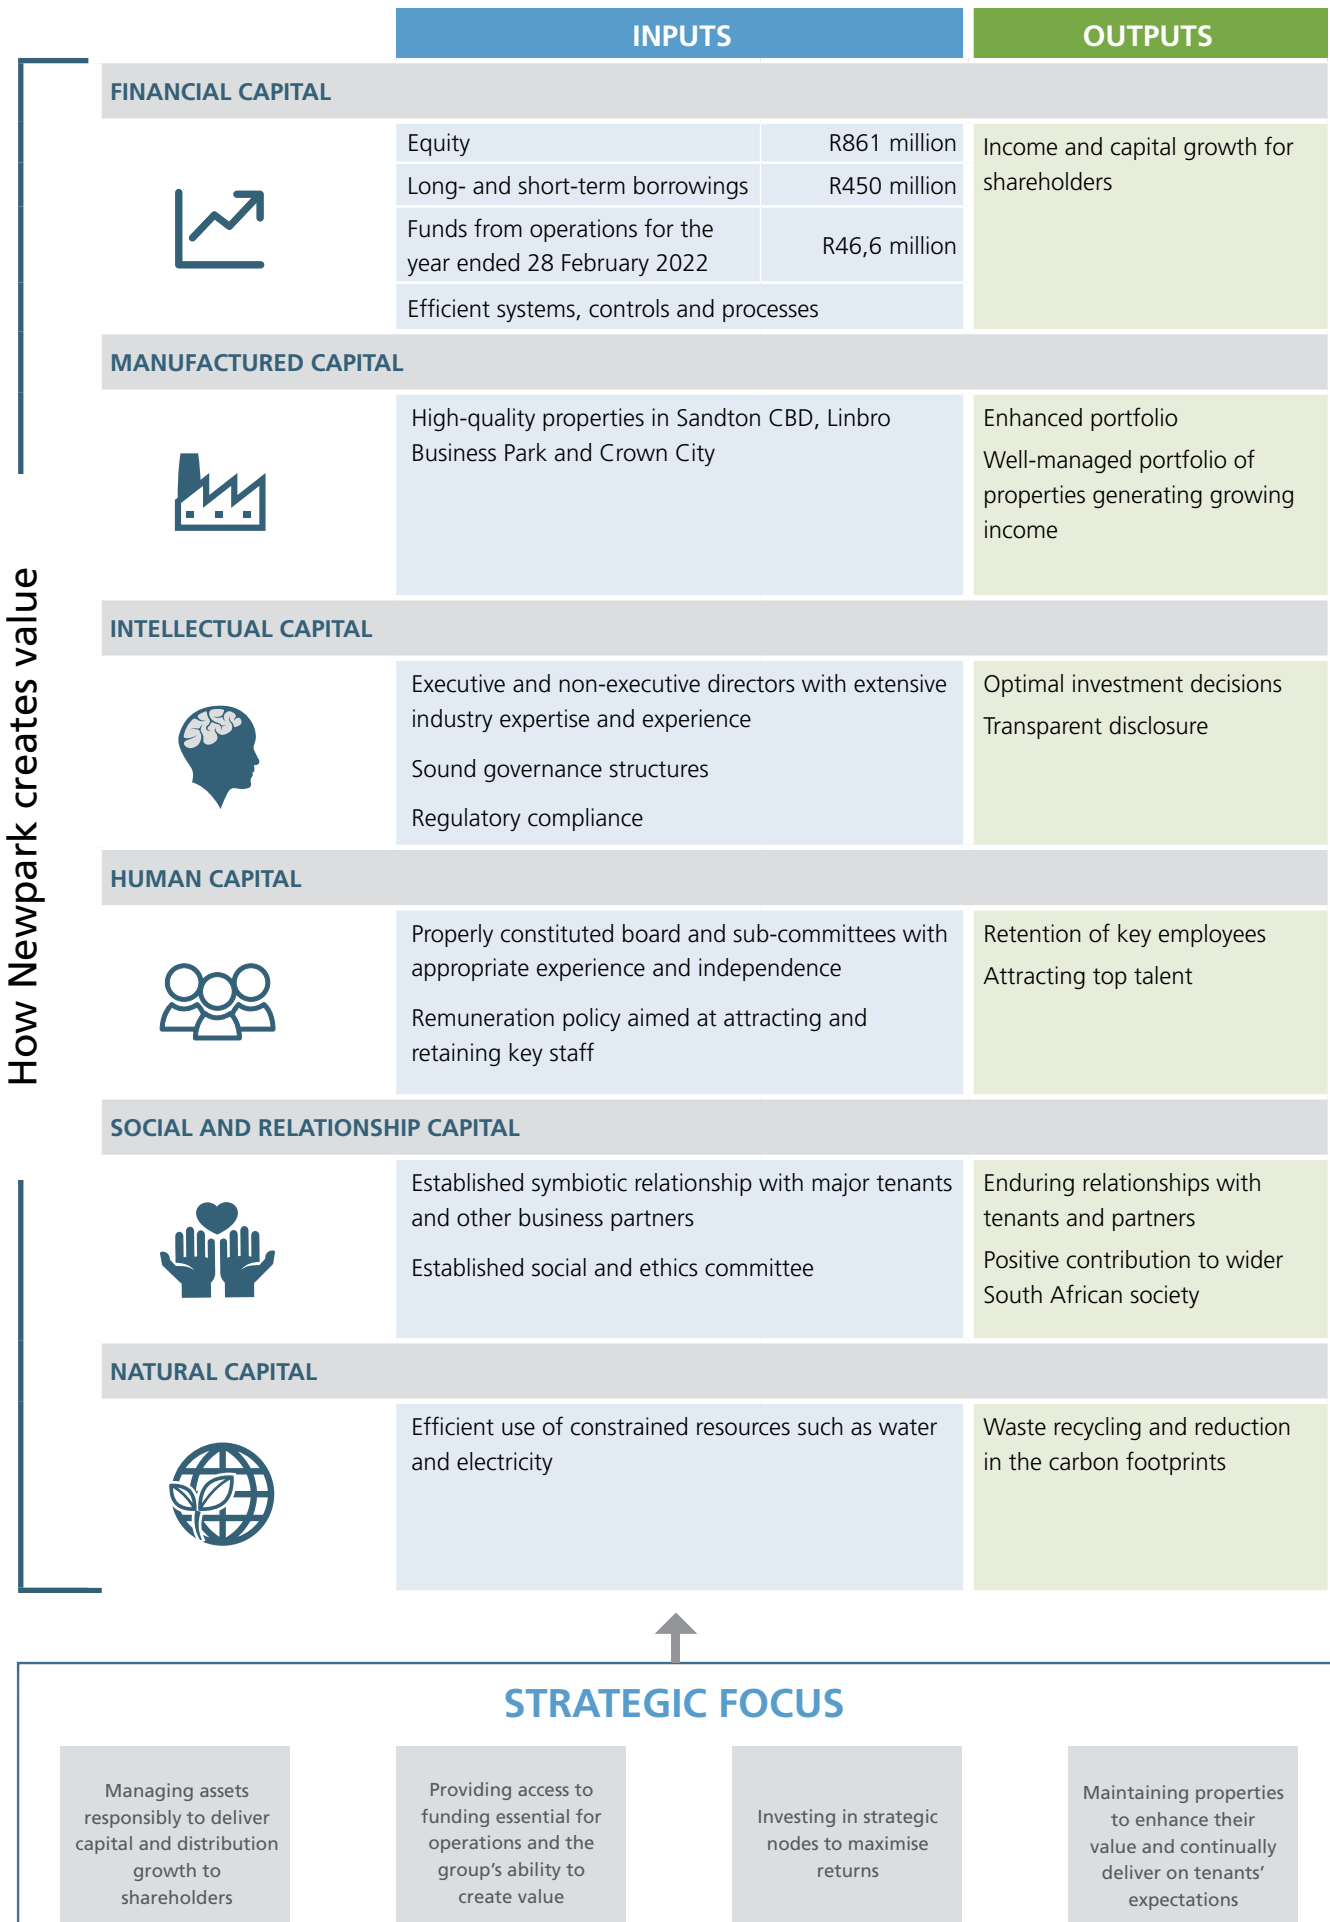 INPUTS
OUTPUTS
How Newpark creates value
FINANCIAL CAPITAL
Equity
R861 million
Long- and short-term borrowings
R450 million
Funds from operations for the
year ended 28 February 2022
R46,6 million
Efficient systems, controls and processes
Income and capital growth for
shareholders
MANUFACTURED CAPITAL
High-quality properties in Sandton CBD, Linbro
Business Park and Crown City
Enhanced portfolio
Well-managed portfolio of
properties generating growing
income
INTELLECTUAL CAPITAL
Executive and non-executive directors with extensive
industry expertise and experience
Sound governance structures
Regulatory compliance
Optimal investment decisions
Transparent disclosure
HUMAN CAPITAL
Properly constituted board and sub-committees with
appropriate experience and independence
Remuneration policy aimed at attracting and
retaining key staff
Retention of key employees
Attracting top talent
SOCIAL AND RELATIONSHIP CAPITAL
Established symbiotic relationship with major tenants
and other business partners
Established social and ethics committee
Enduring relationships with
tenants and partners
Positive contribution to wider
South African society
NATURAL CAPITAL
Efficient use of constrained resources such as water
and electricity
Waste recycling and reduction
in the carbon footprints
STRATEGIC FOCUS
Managing assets
responsibly to deliver
capital and distribution
growth to
shareholders
Providing access to
funding essential for
operations and the
group's ability to
create value
Investing in strategic
nodes to maximise
returns
Maintaining properties
to enhance their
value and continually
deliver on tenants'
expectations